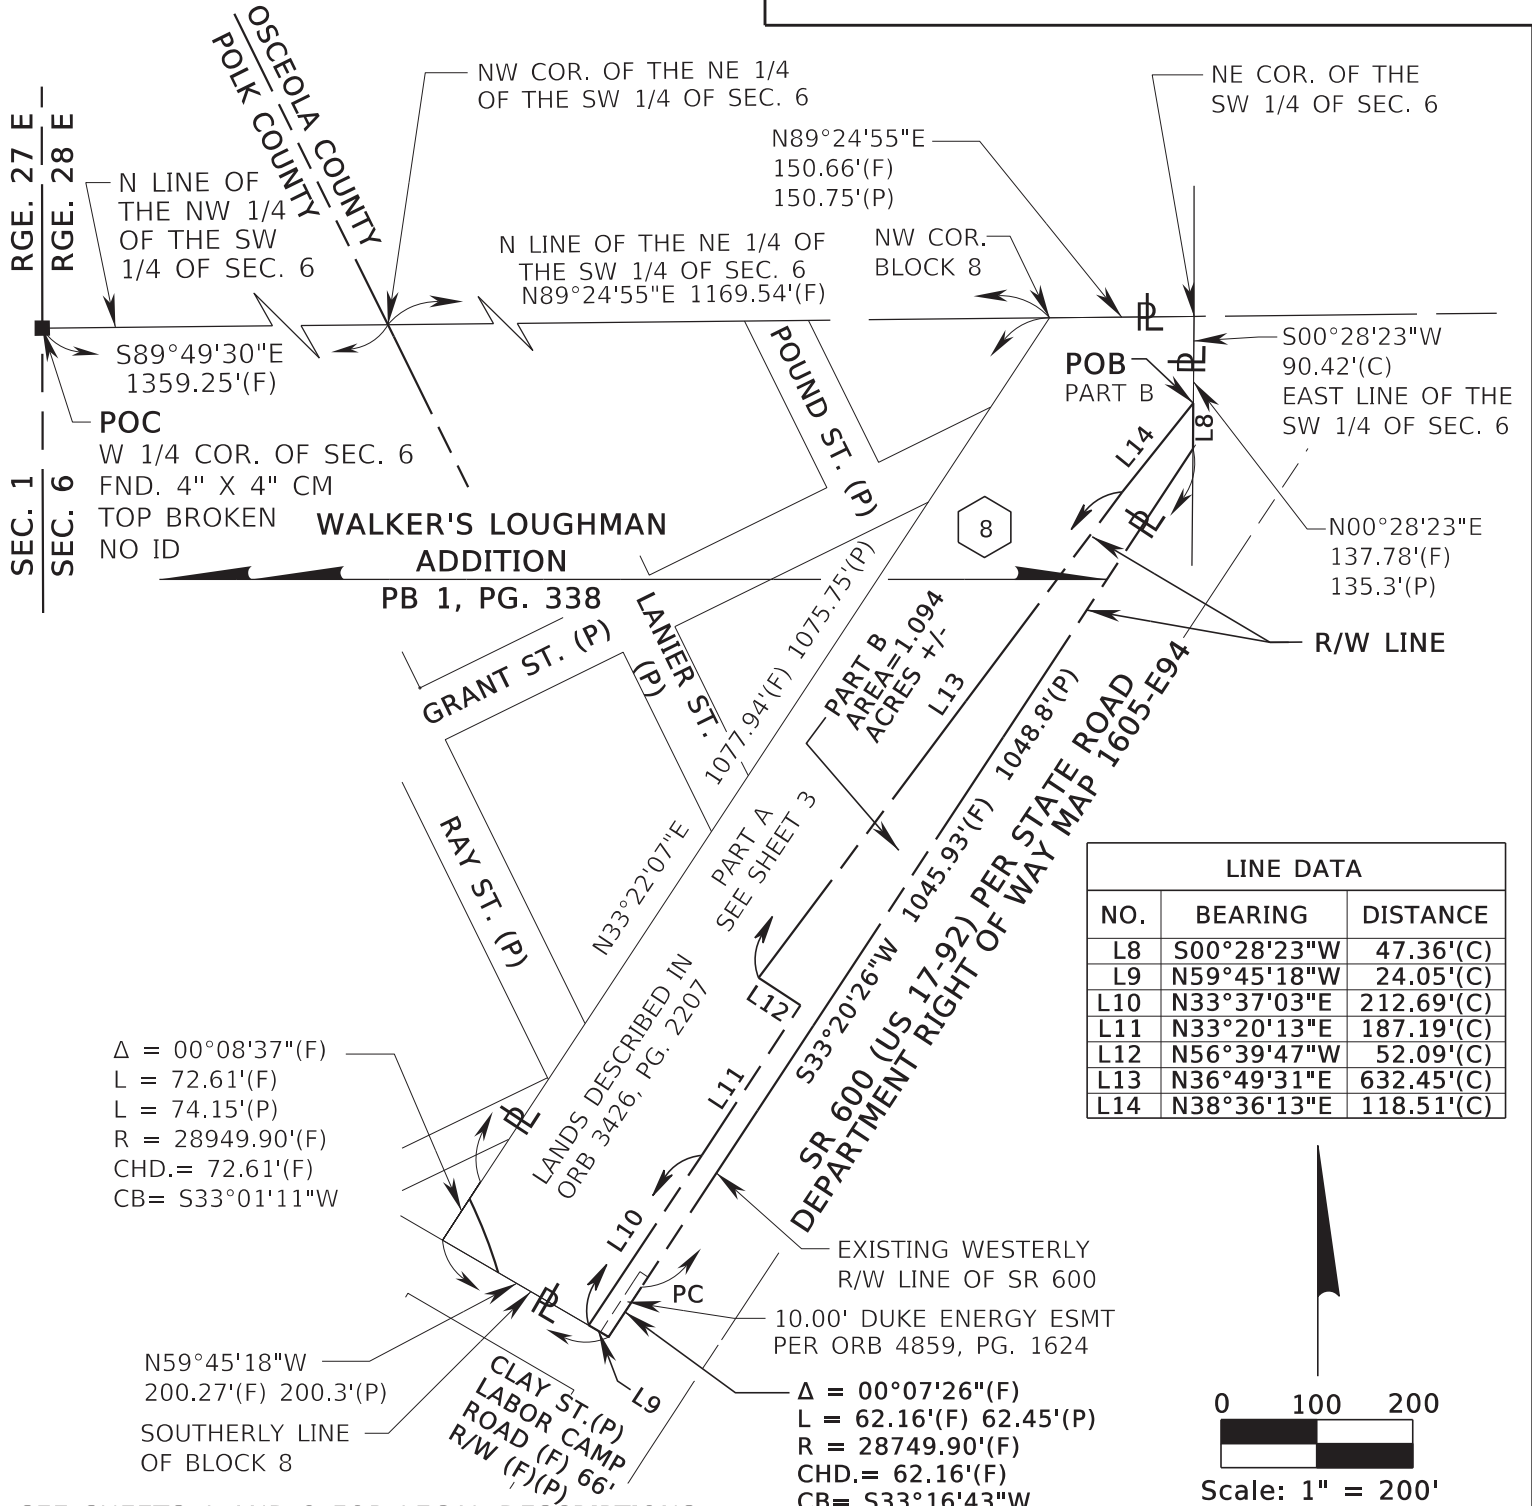 OSCEOLA COUNTY
POLK COUNTY
NW COR. OF THE NE 1/4
OF THE SW 1/4 OF SEC. 6
NE COR. OF THE
SW 1/4 OF SEC. 6
RGE. 27 E
RGE. 28 E
N LINE OF
THE NW 1/4
OF THE SW
1/4 OF SEC. 6
N89°24'55"E
150.66'(F)
150.75'(P)
N LINE OF THE NE 1/4 OF
THE SW 1/4 OF SEC. 6
N89°24'55"E 1169.54'(F)
NW COR.
BLOCK 8
PL
S89°49'30"E
1359.25'(F)
POC
W 1/4 COR. OF SEC. 6
FND. 4" X 4" CM
TOP BROKEN
NO ID
SEC. 1
SEC. 6
POUND ST. (P)
POB
PART B
PL
S00°28'23"W
90.42'(C)
EAST LINE OF THE
SW 1/4 OF SEC. 6
L8
L14
8
PL
N00°28'23"E
137.78'(F)
135.3'(P)
R/W LINE
WALKER'S LOUGHMAN
ADDITION
PB 1, PG. 338
GRANT ST. (P)
LANIER ST.
(P)
RAY ST. (P)
N33°22'07"E
1077.94'(F) 1075.75'(P)
PART B
AREA=1.094
ACRES +/-
L13
PART A
SEE SHEET 3
S33°20'26"W 1045.93'(F) 1048.8'(P)
SR 600 (US 17-92) PER STATE ROAD
DEPARTMENT RIGHT OF WAY MAP 1605-E94
LINE DATA
NO. BEARING DISTANCE
L8 S00°28'23"W 47.36'(C)
L9 N59°45'18"W 24.05'(C)
L10 N33°37'03"E 212.69'(C)
L11 N33°20'13"E 187.19'(C)
L12 N56°39'47"W 52.09'(C)
L13 N36°49'31"E 632.45'(C)
L14 N38°36'13"E 118.51'(C)
L12
L11
LANDS DESCRIBED IN
ORB 3426, PG. 2207
Δ = 00°08'37"(F)
L = 72.61'(F)
L = 74.15'(P)
R = 28949.90'(F)
CHD.= 72.61'(F)
CB= S33°01'11"W
PL
L10
PC
EXISTING WESTERLY
R/W LINE OF SR 600
10.00' DUKE ENERGY ESMT
PER ORB 4859, PG. 1624
PL
N59°45'18"W
200.27'(F) 200.3'(P)
SOUTHERLY LINE
OF BLOCK 8
L9
CLAY ST.(P)
LABOR CAMP
ROAD (F) 66'
R/W (F)(P)
Δ = 00°07'26"(F)
L = 62.16'(F) 62.45'(P)
R = 28749.90'(F)
CHD.= 62.16'(F)
CB= S33°16'43"W
0 100 200
Scale: 1" = 200'